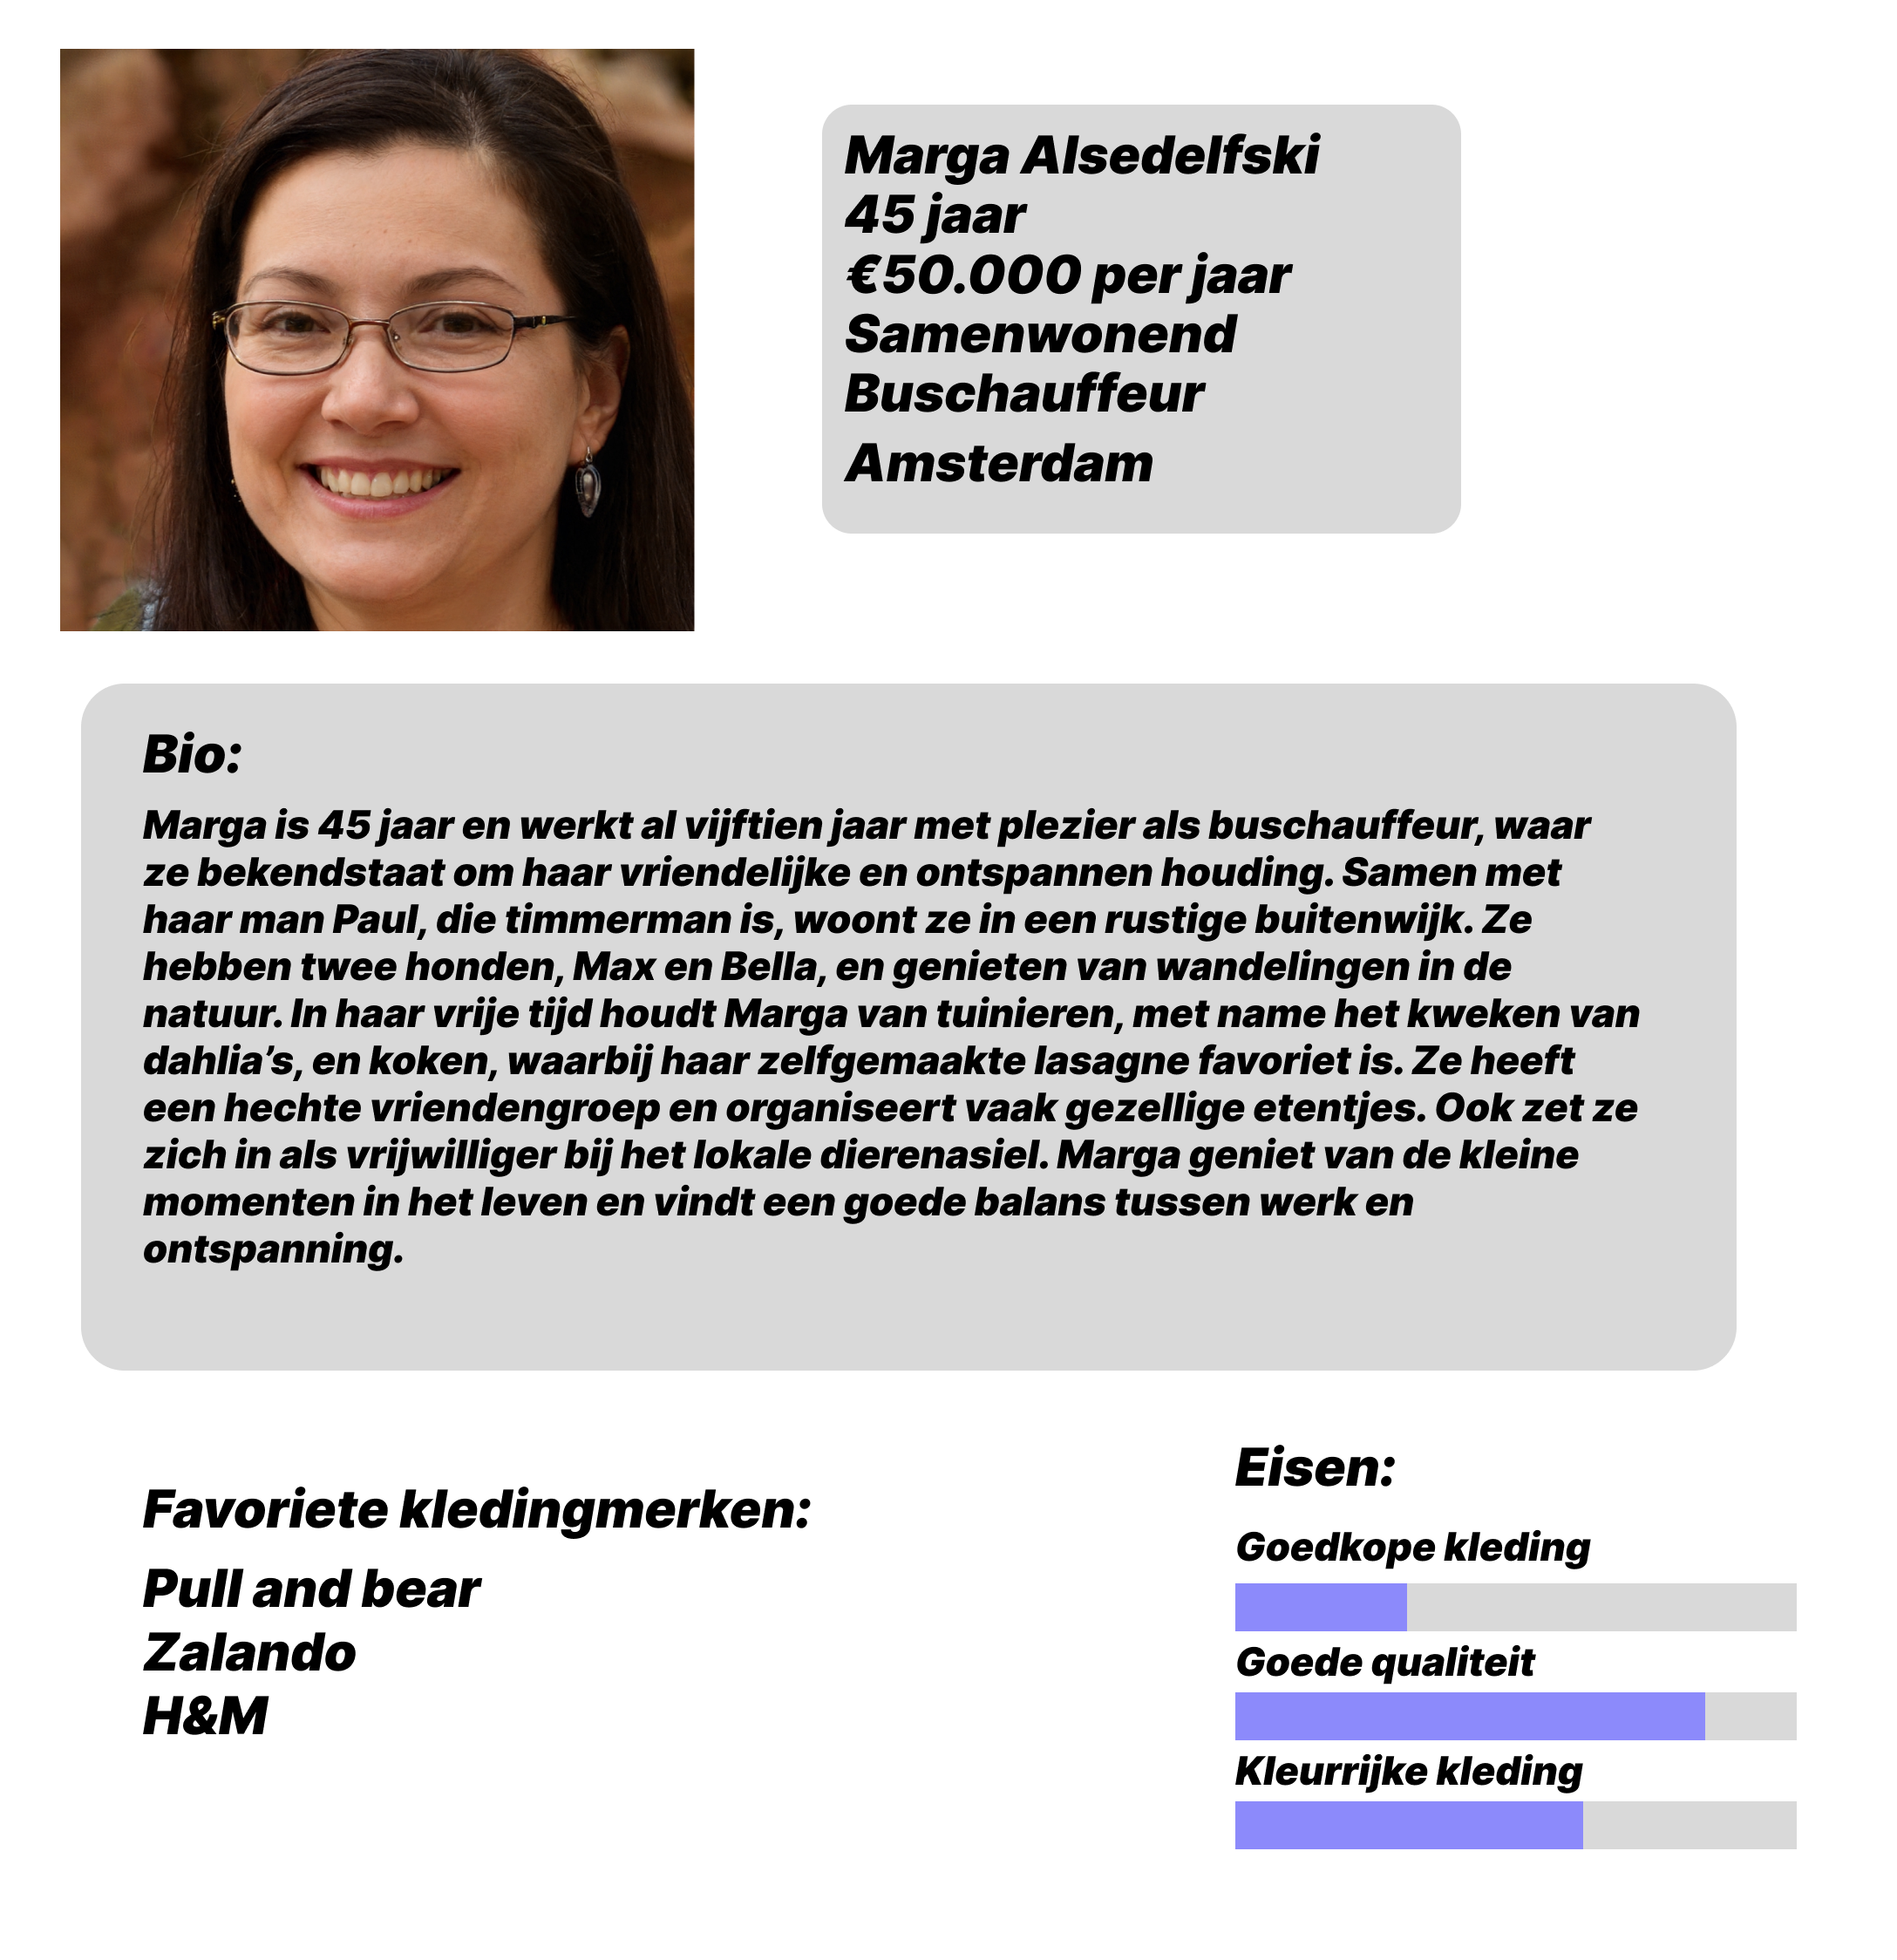 Marga Alsedelfski
45 jaar
€50.000 per jaar
Samenwonend
Buschauffeur
Amsterdam
Bio:
Marga is 45 jaar en werkt al vijftien jaar met plezier als buschauffeur, waar
ze bekendstaat om haar vriendelijke en ontspannen houding. Samen met
haar man Paul, die timmerman is, woont ze in een rustige buitenwijk. Ze
hebben twee honden, Max en Bella, en genieten van wandelingen in de
natuur. In haar vrije tijd houdt Marga van tuinieren, met name het kweken van
dahlia’s, en koken, waarbij haar zelfgemaakte lasagne favoriet is. Ze heeft
een hechte vriendengroep en organiseert vaak gezellige etentjes. Ook zet ze
zich in als vrijwilliger bij het lokale dierenasiel. Marga geniet van de kleine
momenten in het leven en vindt een goede balans tussen werk en
ontspanning.
Favoriete kledingmerken:
Pull and bear
Zalando
H&M
Eisen:
Goedkope kleding
Goede qualiteit
Kleurrijke kleding